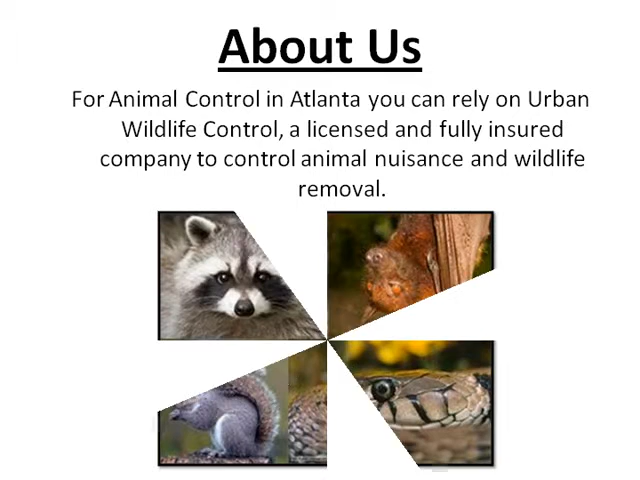 About Us
For Animal Control in Atlanta you can rely on Urban
Wildlife Control, a licensed and fully insured
company to control animal nuisance and wildlife
removal.